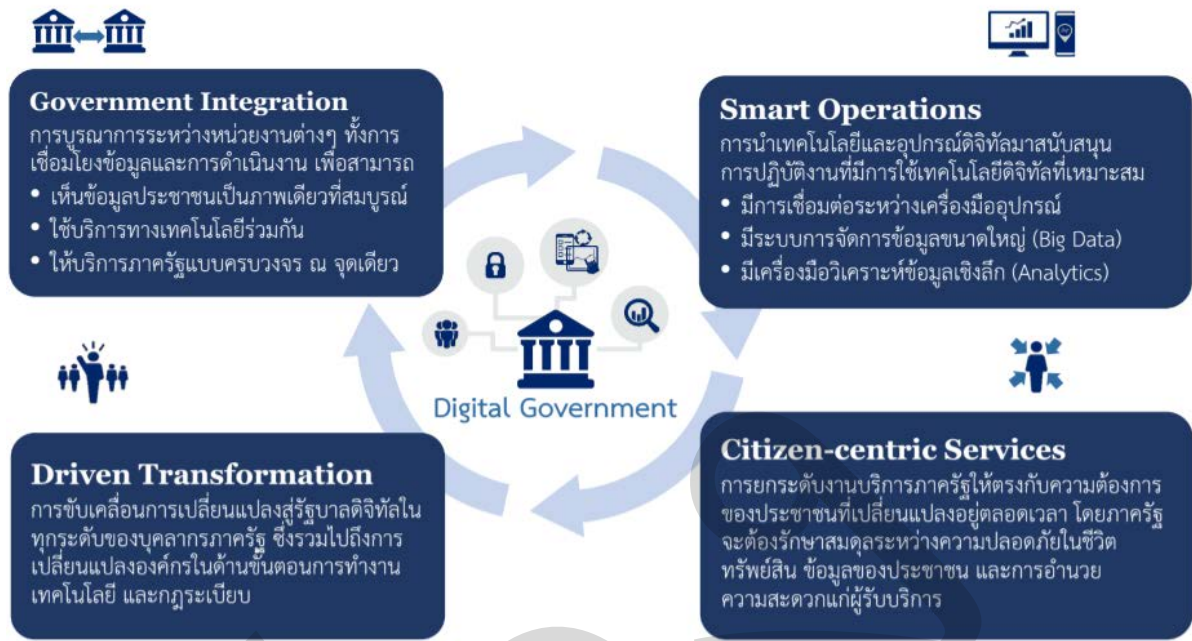 Government Integration
การบูรณาการระหว่างหน่วยงานต่างๆ ทั้งการ
เชื่อมโยงข้อมูลและการดำเนินงาน เพื่อสามารถ
• เห็นข้อมูลประชาชนเป็นภาพเดียวที่สมบูรณ์
• ใช้บริการทางเทคโนโลยีร่วมกัน
• ให้บริการภาครัฐแบบครบวงจร ณ จุดเดียว
Smart Operations
การนำเทคโนโลยีและอุปกรณ์ดิจิทัลมาสนับสนุน
การปฏิบัติงานที่มีการใช้เทคโนโลยีดิจิทัลที่เหมาะสม
• มีการเชื่อมต่อระหว่างเครื่องมืออุปกรณ์
• มีระบบการจัดการข้อมูลขนาดใหญ่ (Big Data)
• มีเครื่องมือวิเคราะห์ข้อมูลเชิงลึก (Analytics)
Digital Government
Driven Transformation
การขับเคลื่อนการเปลี่ยนแปลงสู่รัฐบาลดิจิทัลใน
ทุกระดับของบุคลากรภาครัฐ ซึ่งรวมไปถึงการ
เปลี่ยนแปลงองค์กรในด้านขั้นตอนการทำงาน
เทคโนโลยี และกฎระเบียบ
Citizen-centric Services
การยกระดับงานบริการภาครัฐให้ตรงกับความต้องการ
ของประชาชนที่เปลี่ยนแปลงอยู่ตลอดเวลา โดยภาครัฐ
จะต้องรักษาสมดุลระหว่างความปลอดภัยในชีวิต
ทรัพย์สิน ข้อมูลของประชาชน และการอำนวย
ความสะดวกแก่ผู้รับบริการ